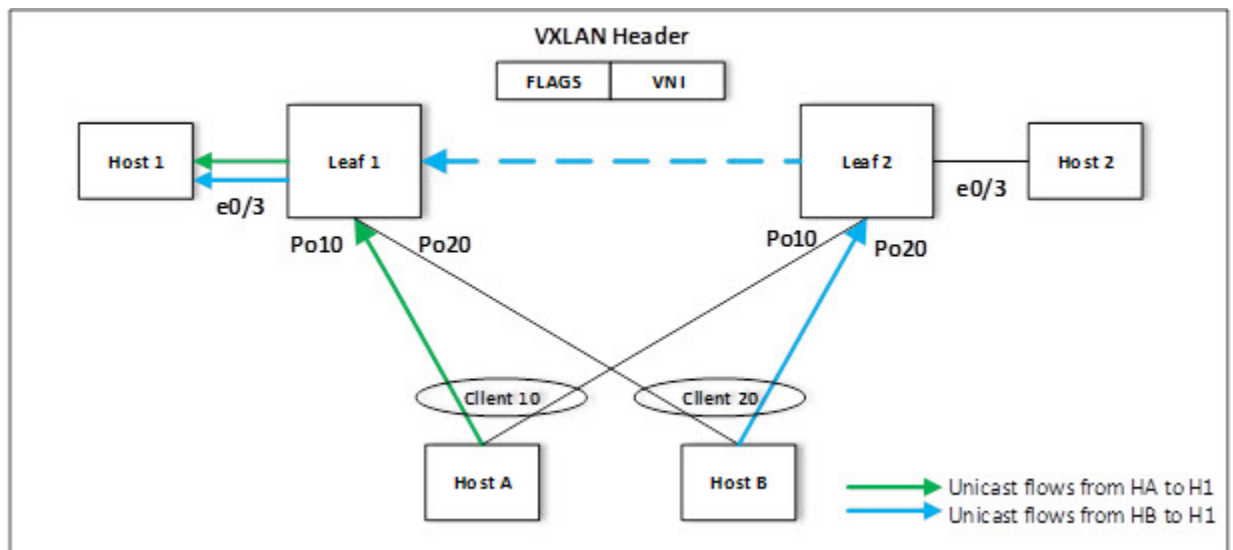 VXLAN Header
FLAGS VNI
Host 1 Leaf 1 Leaf 2 Host 2
e0/3 e0/3
Po10 Po20 Po10 Po20
Client 10 Client 20
Host A Host B
Unicast flows from HA to H1
Unicast flows from HB to H1